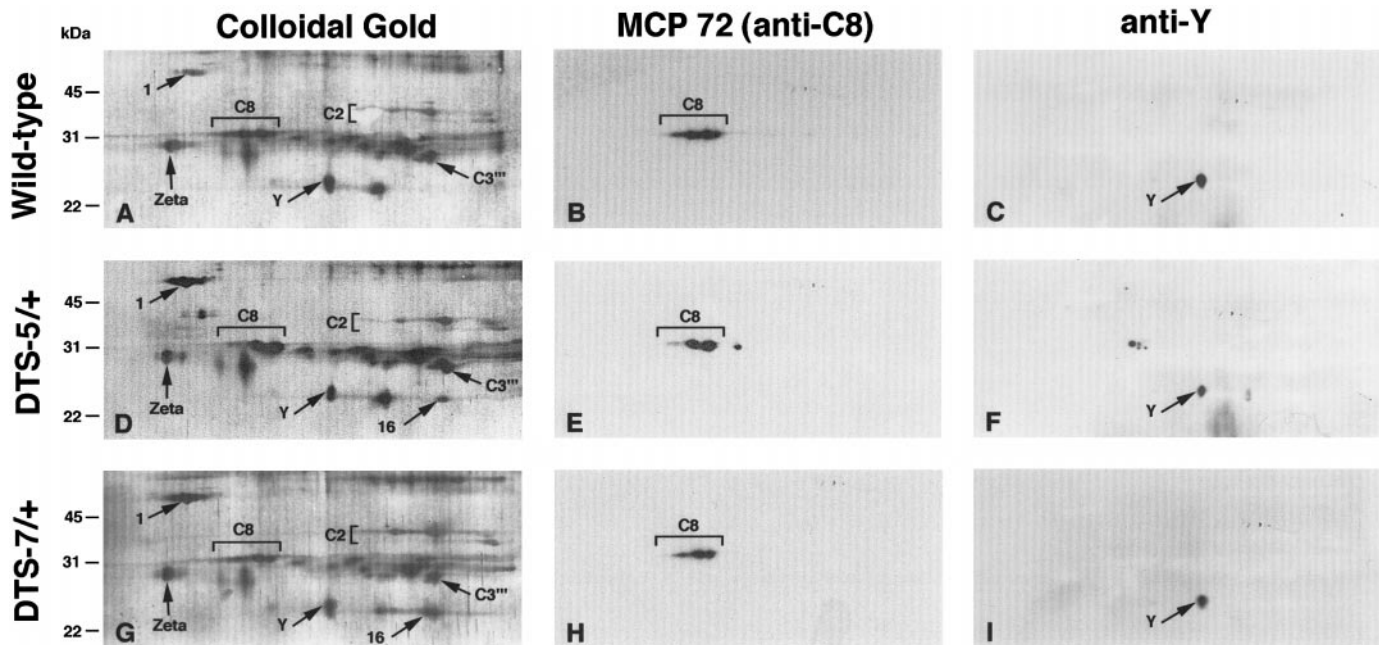 Colloidal Gold MCP 72 (anti-C8) anti-Y
Wild-type
kDa
45
31
22
1
C8
C2
C3'''
Zeta
Y
A
C8
B
Y
C
DTS-5/+
45
31
22
1
C8
C2
C3'''
Zeta
Y
16
D
C8
E
Y
F
DTS-7/+
45
31
22
1
C8
C2
C3'''
Zeta
Y
16
G
C8
H
Y
I